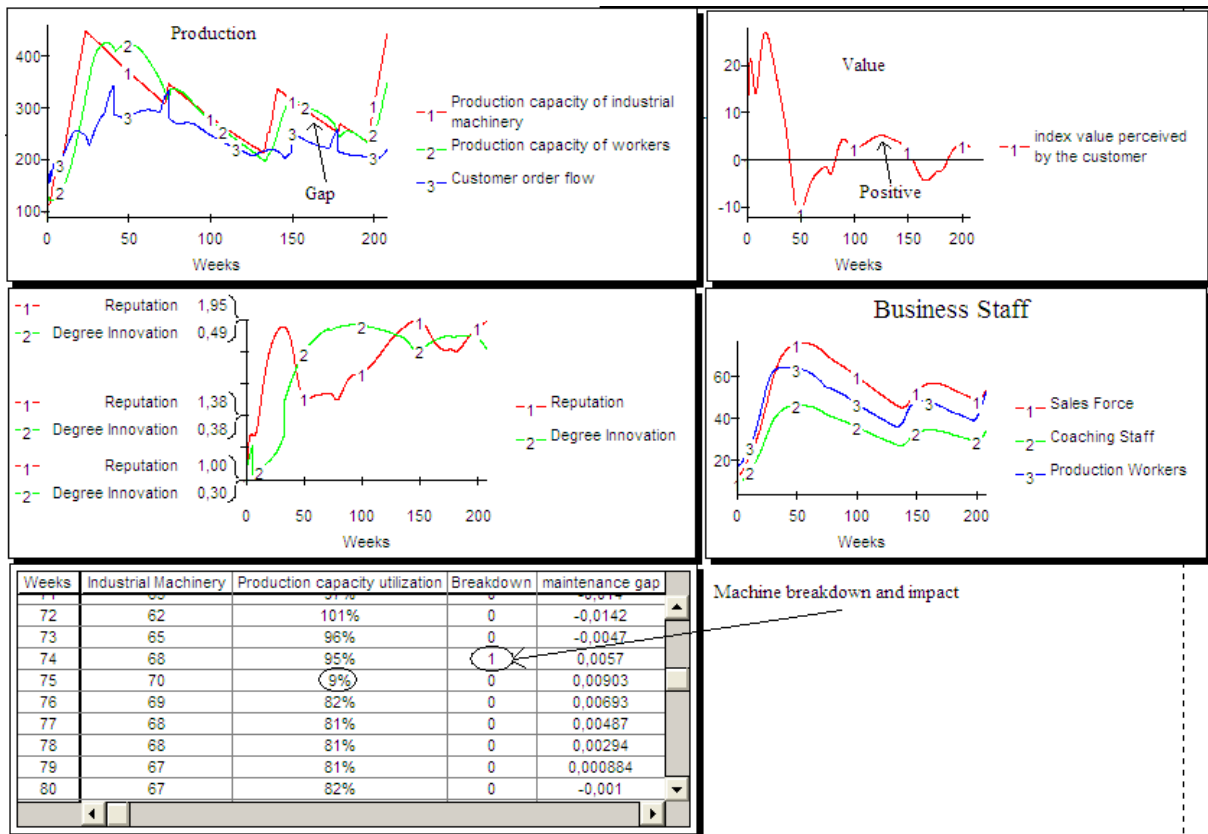 Production
400
300
200
100
0
50
100
150
200
Weeks
1
2
3
Gap
1 Production capacity of industrial
machinery
2 Production capacity of workers
3 Customer order flow
Value
20
10
0
-10
0
50
100
150
200
Weeks
Positive
1 index value perceived
by the customer
1 Reputation 1,95
2 Degree Innovation 0,49
1 Reputation 1,38
2 Degree Innovation 0,38
1 Reputation 1,00
2 Degree Innovation 0,30
0
50
100
150
200
Weeks
1 Reputation
2 Degree Innovation
Business Staff
60
40
20
0
50
100
150
200
Weeks
1 Sales Force
2 Coaching Staff
3 Production Workers
Weeks Industrial Machinery Production capacity utilization Breakdown maintenance gap
72 62 101% 0 -0,0142
73 65 96% 0 -0,0047
74 68 95% 1 0,0057
75 70 9% 0 0,00903
76 69 82% 0 0,00693
77 68 81% 0 0,00487
78 68 81% 0 0,00294
79 67 81% 0 0,000884
80 67 82% 0 -0,001
Machine breakdown and impact